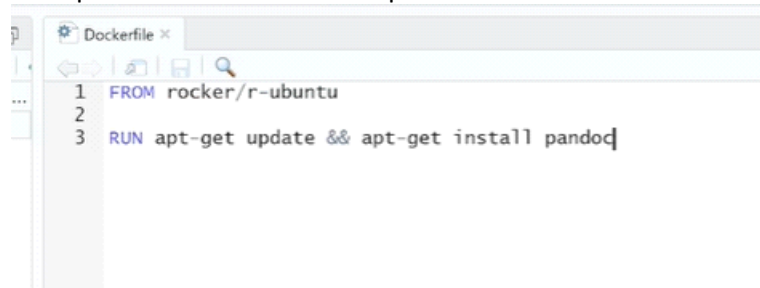 Dockerfile
1 FROM rocker/r-ubuntu
2
3 RUN apt-get update && apt-get install pandoc